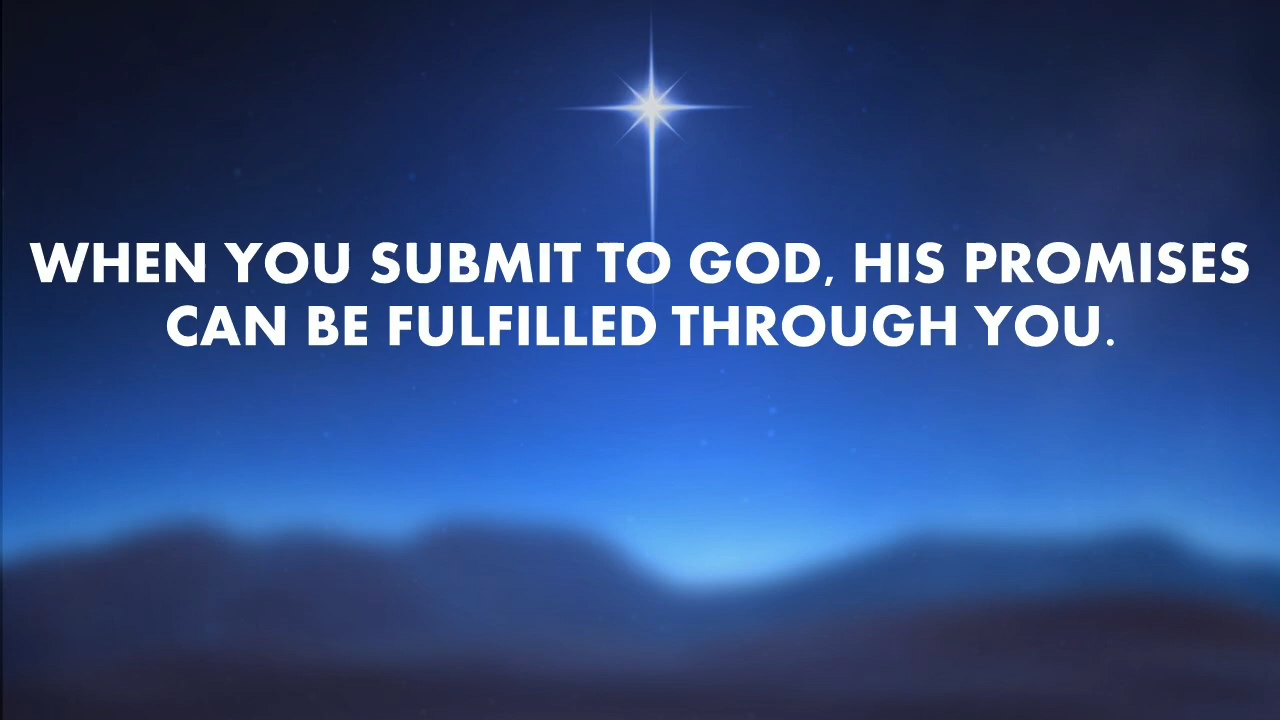 WHEN YOU SUBMIT TO GOD, HIS PROMISES
CAN BE FULFILLED THROUGH YOU.